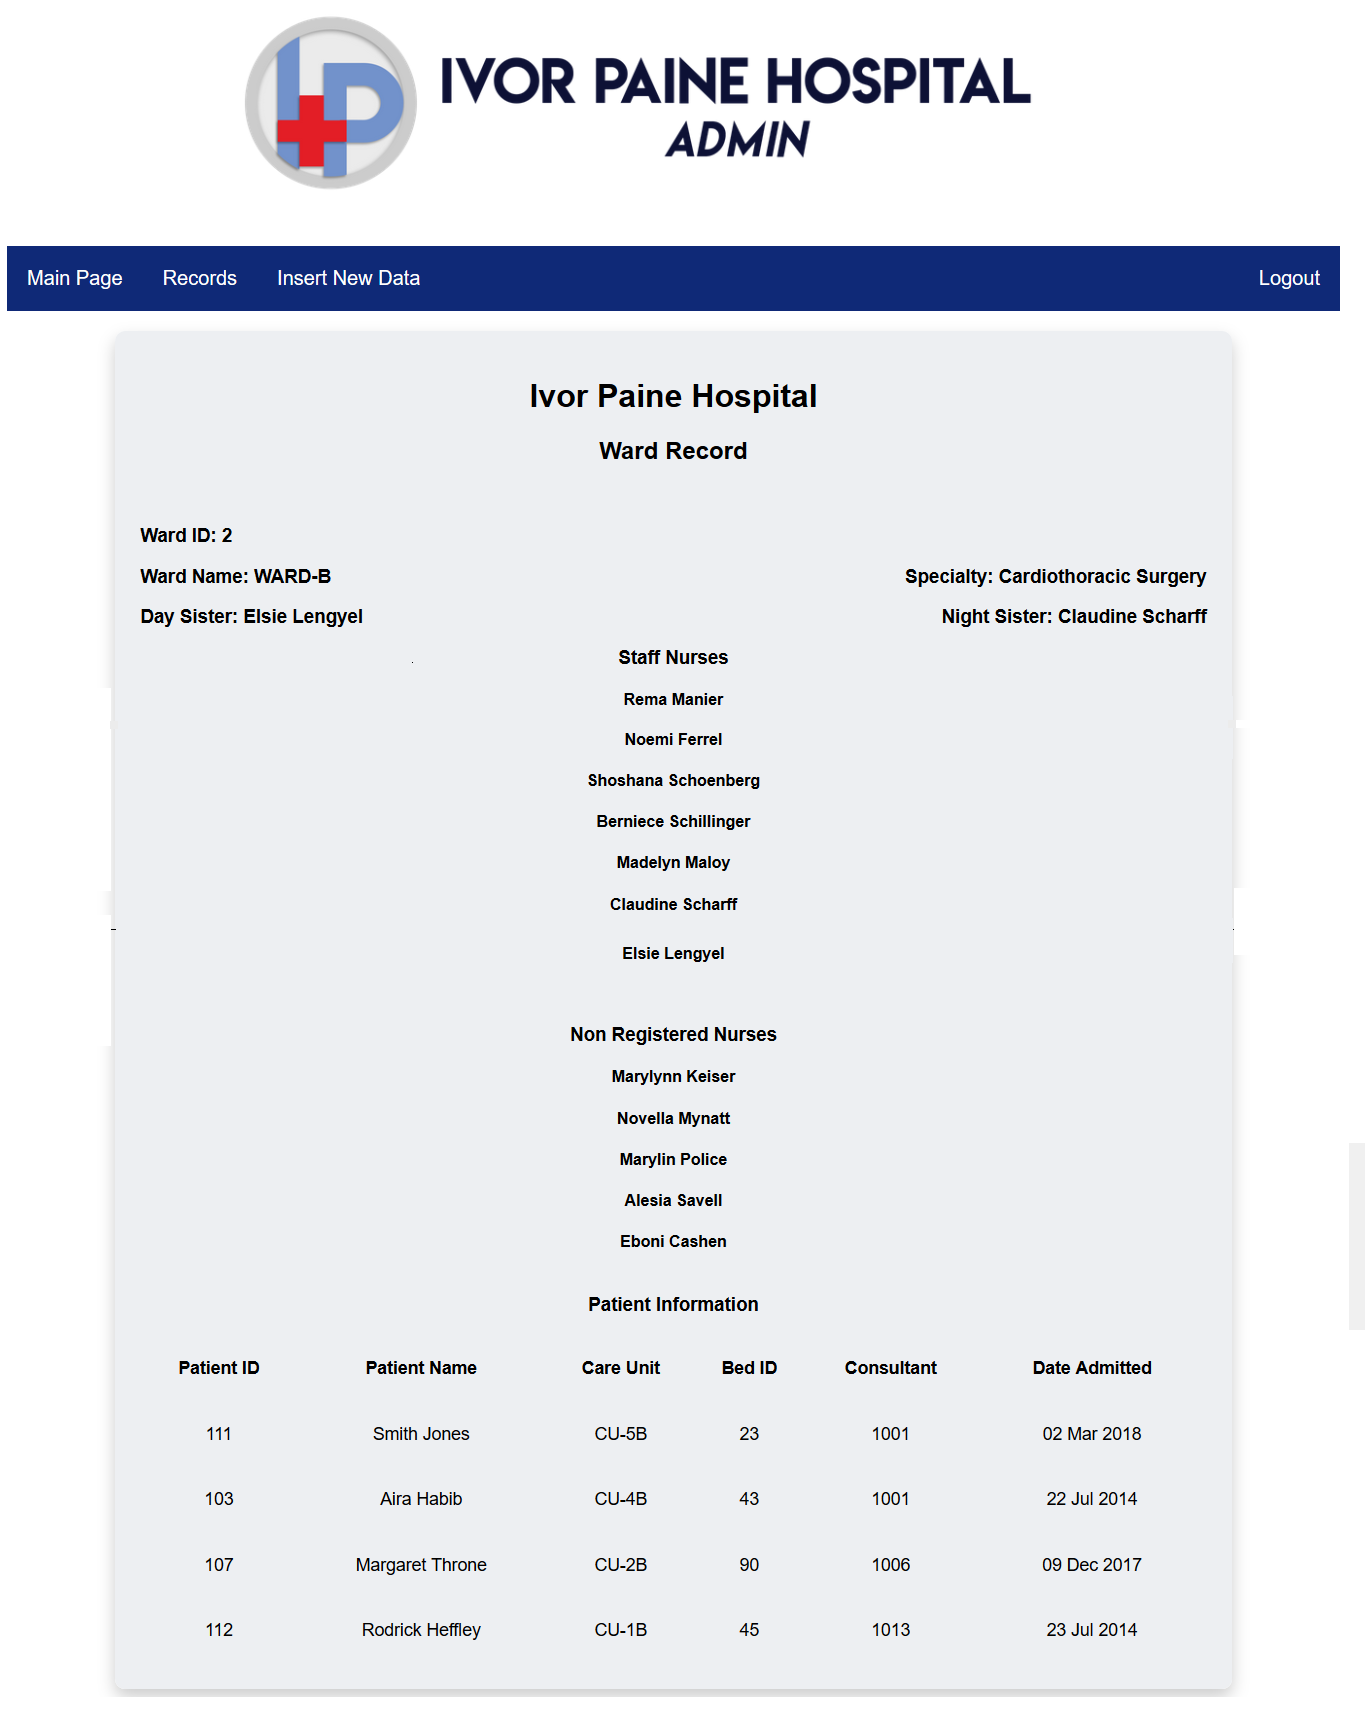 IVOR PAINE HOSPITAL
ADMIN
Main Page Records Insert New Data Logout
Ivor Paine Hospital
Ward Record
Ward ID: 2
Ward Name: WARD-B Specialty: Cardiothoracic Surgery
Day Sister: Elsie Lengyel Night Sister: Claudine Scharff
Staff Nurses
Rema Manier
Noemi Ferrel
Shoshana Schoenberg
Berniece Schillinger
Madelyn Maloy
Claudine Scharff
Elsie Lengyel
Non Registered Nurses
Marylynn Keiser
Novella Mynatt
Marylin Police
Alesia Savell
Eboni Cashen
Patient Information
Patient ID Patient Name Care Unit Bed ID Consultant Date Admitted
111 Smith Jones CU-5B 23 1001 02 Mar 2018
103 Aira Habib CU-4B 43 1001 22 Jul 2014
107 Margaret Throne CU-2B 90 1006 09 Dec 2017
112 Rodrick Heffley CU-1B 45 1013 23 Jul 2014